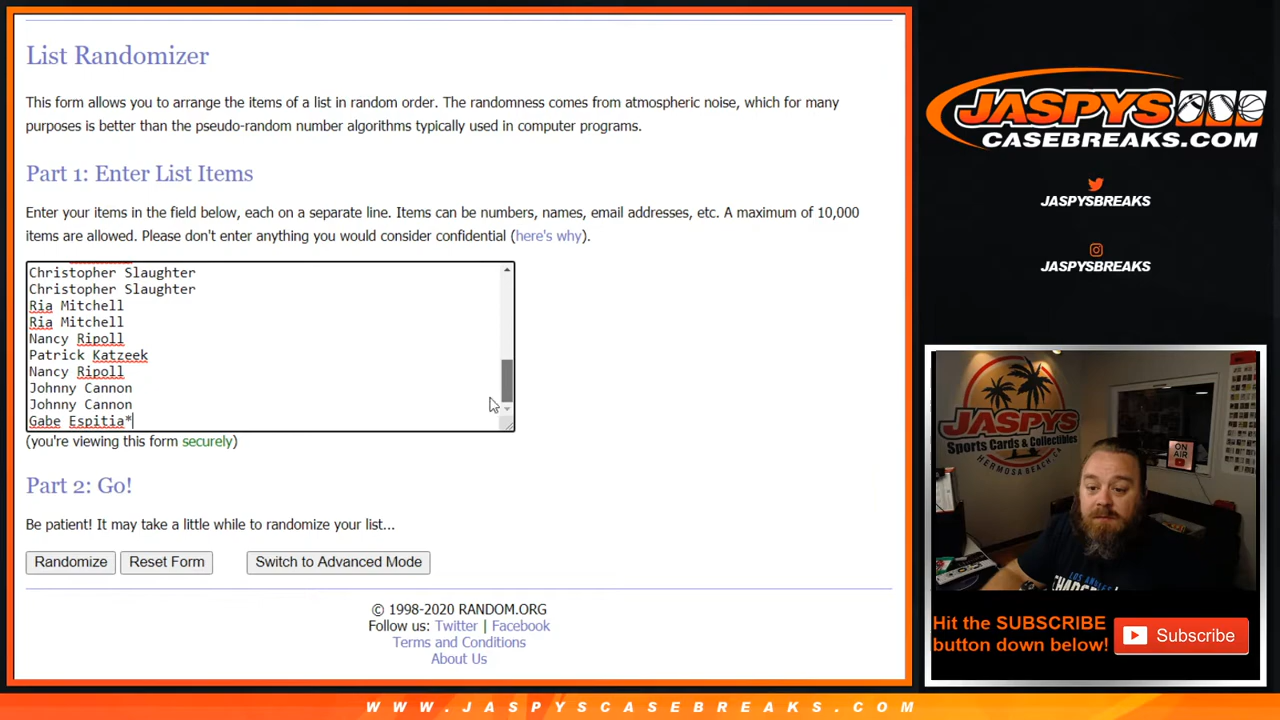 List Randomizer
This form allows you to arrange the items of a list in random order. The randomness comes from atmospheric noise, which for many
purposes is better than the pseudo-random number algorithms typically used in computer programs.
Part 1: Enter List Items
Enter your items in the field below, each on a separate line. Items can be numbers, names, email addresses, etc. A maximum of 10,000
items are allowed. Please don't enter anything you would consider confidential (here's why).
Christopher Slaughter
Christopher Slaughter
Ria Mitchell
Ria Mitchell
Nancy Ripoll
Patrick Katzeek
Nancy Ripoll
Johnny Cannon
Johnny Cannon
Gabe Espitia*
(you're viewing this form securely)
Part 2: Go!
Be patient! It may take a little while to randomize your list...
Randomize Reset Form Switch to Advanced Mode
© 1998-2020 RANDOM.ORG
Follow us: Twitter | Facebook
Terms and Conditions
About Us
JASPYS
CASEBREAKS.COM
JASPYSBREAKS
JASPYSBREAKS
JASPYS
Sports Cards & Collectibles
HERMOSA BEACH, CA
ON
AIR
LOS ANGELES
Hit the SUBSCRIBE
button down below!
Subscribe
WWW.JASPYSCASEBREAKS.COM